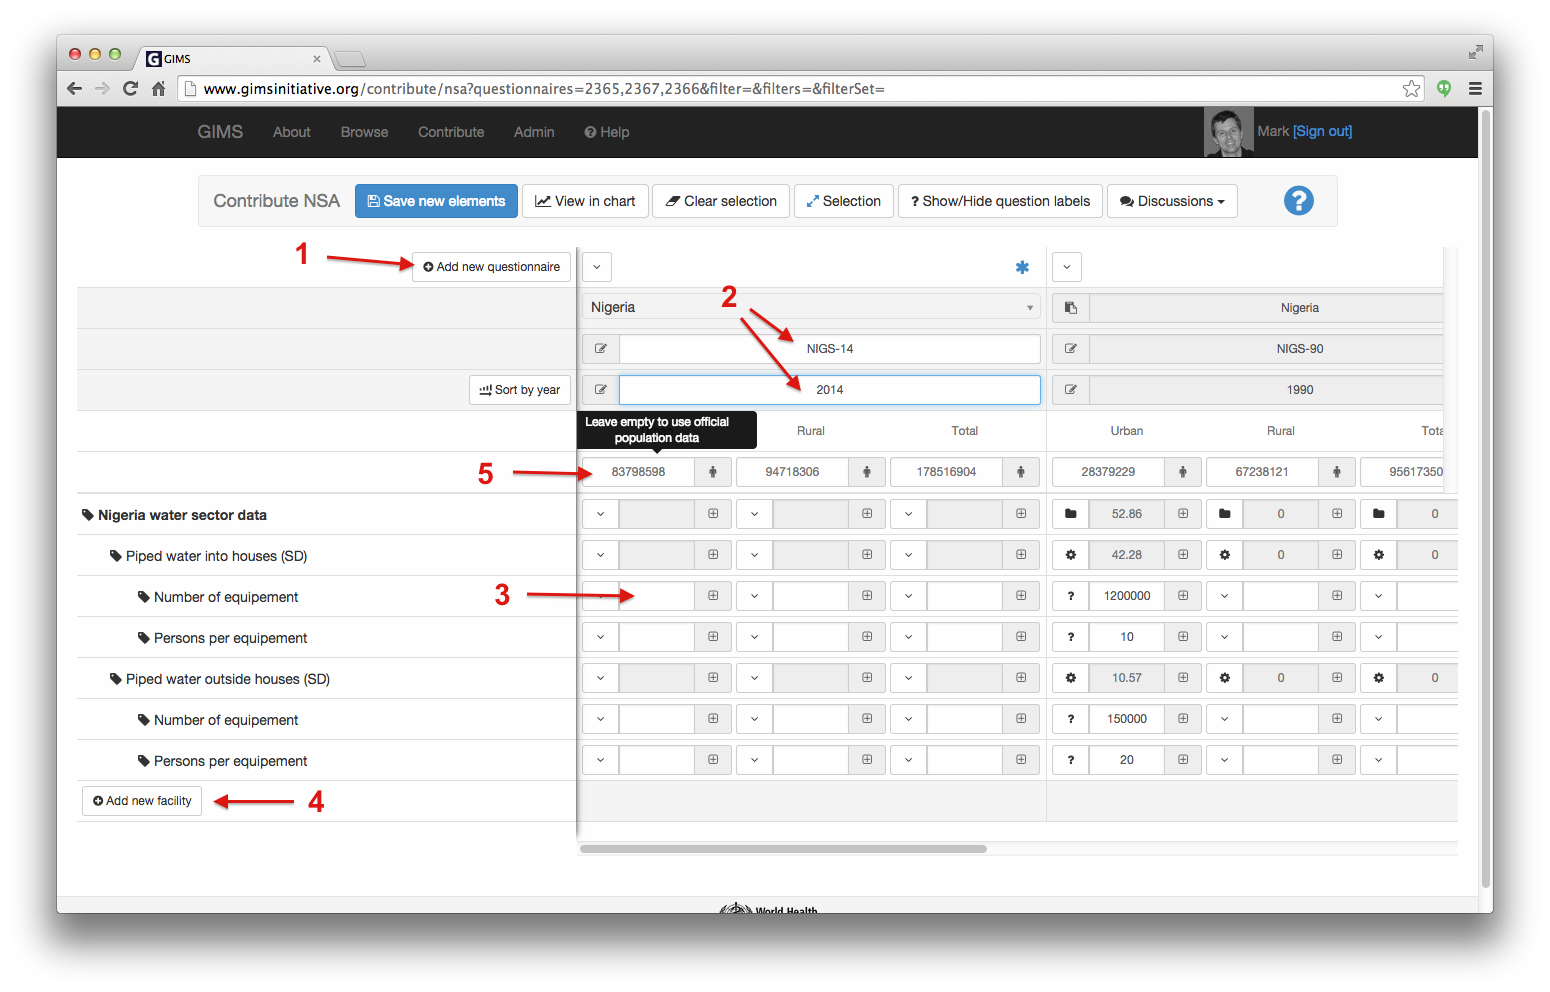 GIMS
www.gimsinitiative.org/contribute/nsa?questionnaires=2365,2367,2366&filter=&filters=&filterSet=
GIMS About Browse Contribute Admin Help Mark [Sign out]
Contribute NSA Save new elements View in chart Clear selection Selection ? Show/Hide question labels Discussions ?
1 Add new questionnaire
Nigeria 2 Nigeria
NIGS-14 NIGS-90
Sort by year 2014 1990
Leave empty to use official
population data
Rural Total Urban Rural Tota
5 83798598 94718306 178516904 28379229 67238121 95617350
Nigeria water sector data 52.86 0 0
Piped water into houses (SD) 42.28 0 0
Number of equipement 3 ? 1200000
Persons per equipement ? 10
Piped water outside houses (SD) 10.57 0 0
Number of equipement ? 150000
Persons per equipement ? 20
Add new facility 4
World Health